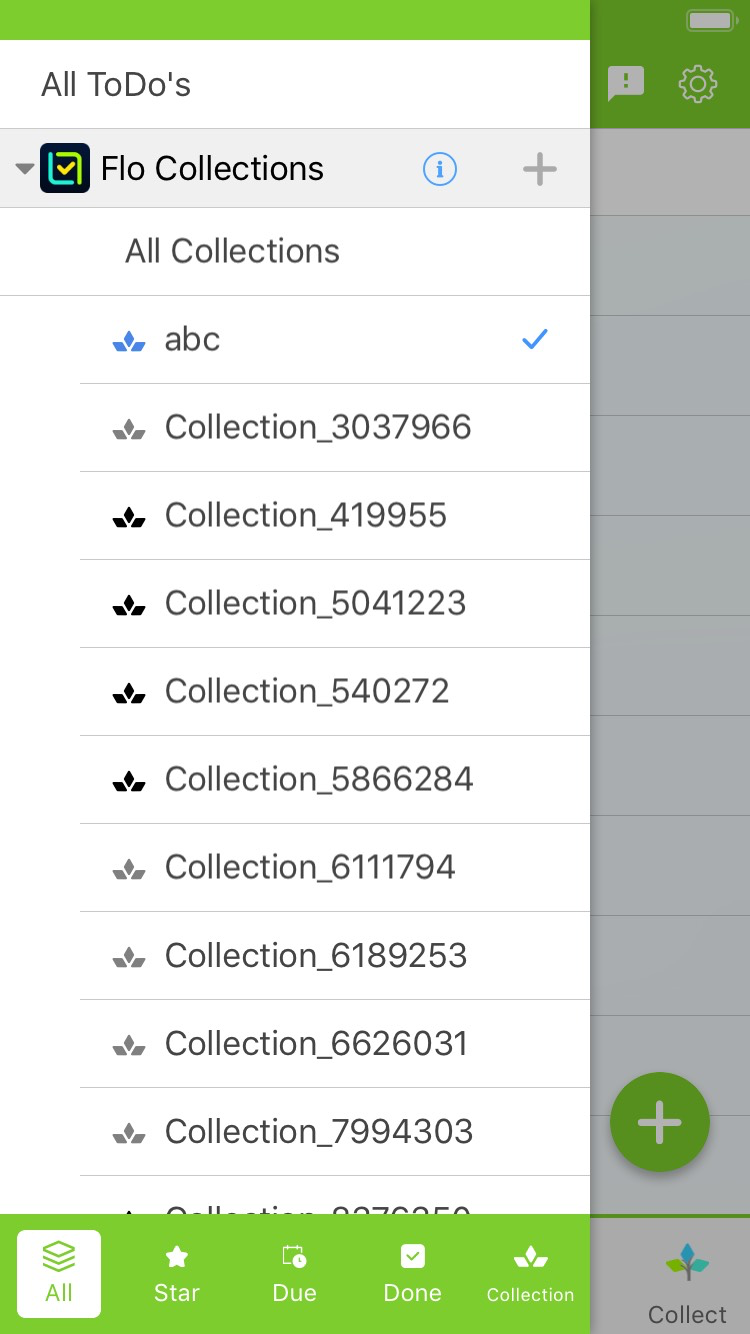 All ToDo's
Flo Collections
All Collections
abc
Collection_3037966
Collection_419955
Collection_5041223
Collection_540272
Collection_5866284
Collection_6111794
Collection_6189253
Collection_6626031
Collection_7994303
All
Star
Due
Done
Collection
Collect